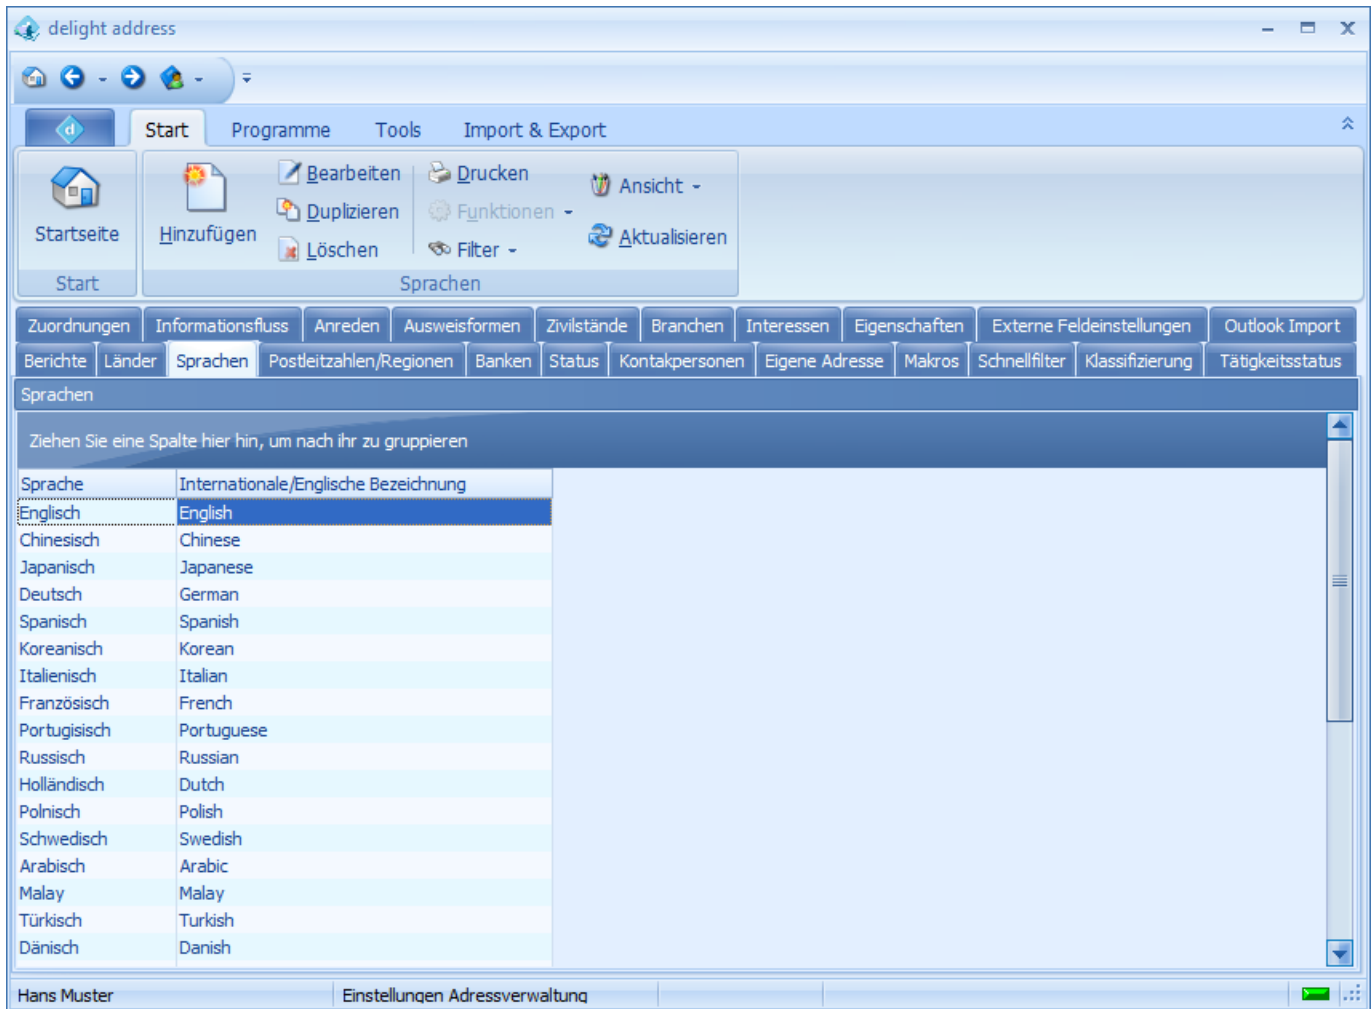 delight address
Start Programme Tools Import & Export
Startseite
Hinzufügen
Bearbeiten
Duplizieren
Löschen
Drucken
Funktionen
Filter
Ansicht
Aktualisieren
Start
Sprachen
Zuordnungen Informationsfluss Anreden Ausweisformen Zivilstände Branchen Interessen Eigenschaften Externe Feldeinstellungen Outlook Import
Berichte Länder Sprachen Postleitzahlen/Regionen Banken Status Kontakpersonen Eigene Adresse Makros Schnellfilter Klassifizierung Tätigkeitsstatus
Sprachen
Ziehen Sie eine Spalte hier hin, um nach ihr zu gruppieren
Sprache Internationale/Englische Bezeichnung
Englisch English
Chinesisch Chinese
Japanisch Japanese
Deutsch German
Spanisch Spanish
Koreanisch Korean
Italienisch Italian
Französisch French
Portugisisch Portuguese
Russisch Russian
Holländisch Dutch
Polnisch Polish
Schwedisch Swedish
Arabisch Arabic
Malay Malay
Türkisch Turkish
Dänisch Danish
Hans Muster Einstellungen Adressverwaltung